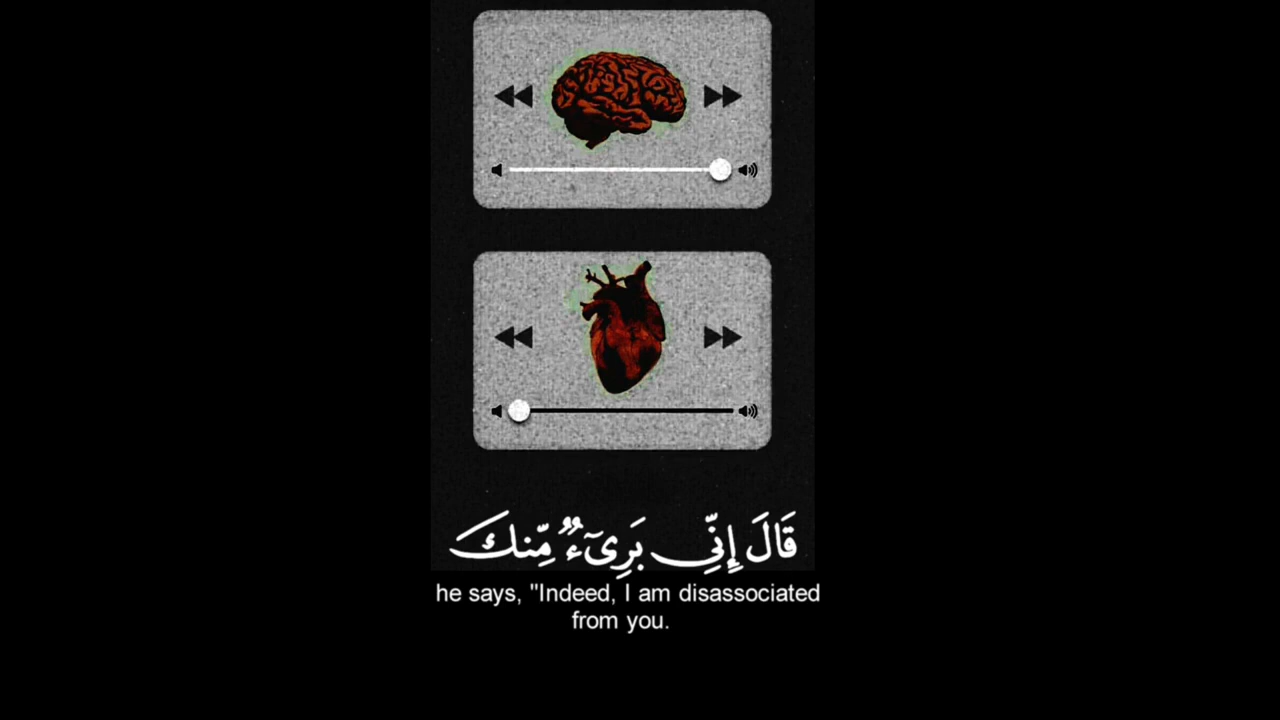 قَالَ إِنِّى بَرِىٓءٌ مِّنكَ
he says, "Indeed, I am disassociated
from you.